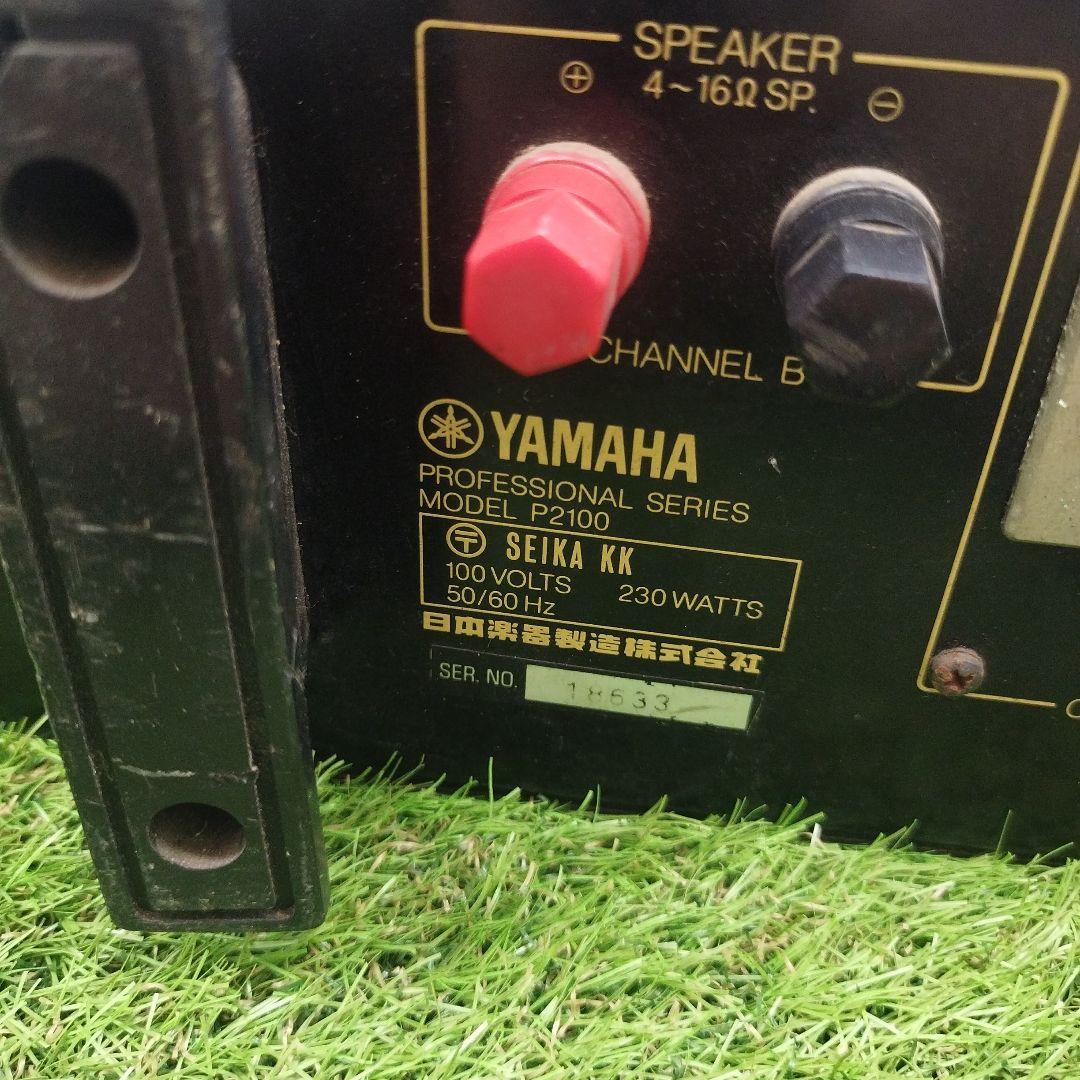 SPEAKER
⊕ 4~16Ω SP. ⊖
CHANNEL B
YAMAHA
PROFESSIONAL SERIES
MODEL P2100
〶 SEIKA KK
100 VOLTS 230 WATTS
50/60 Hz
日本楽器製造株式会社
SER. NO. 18633